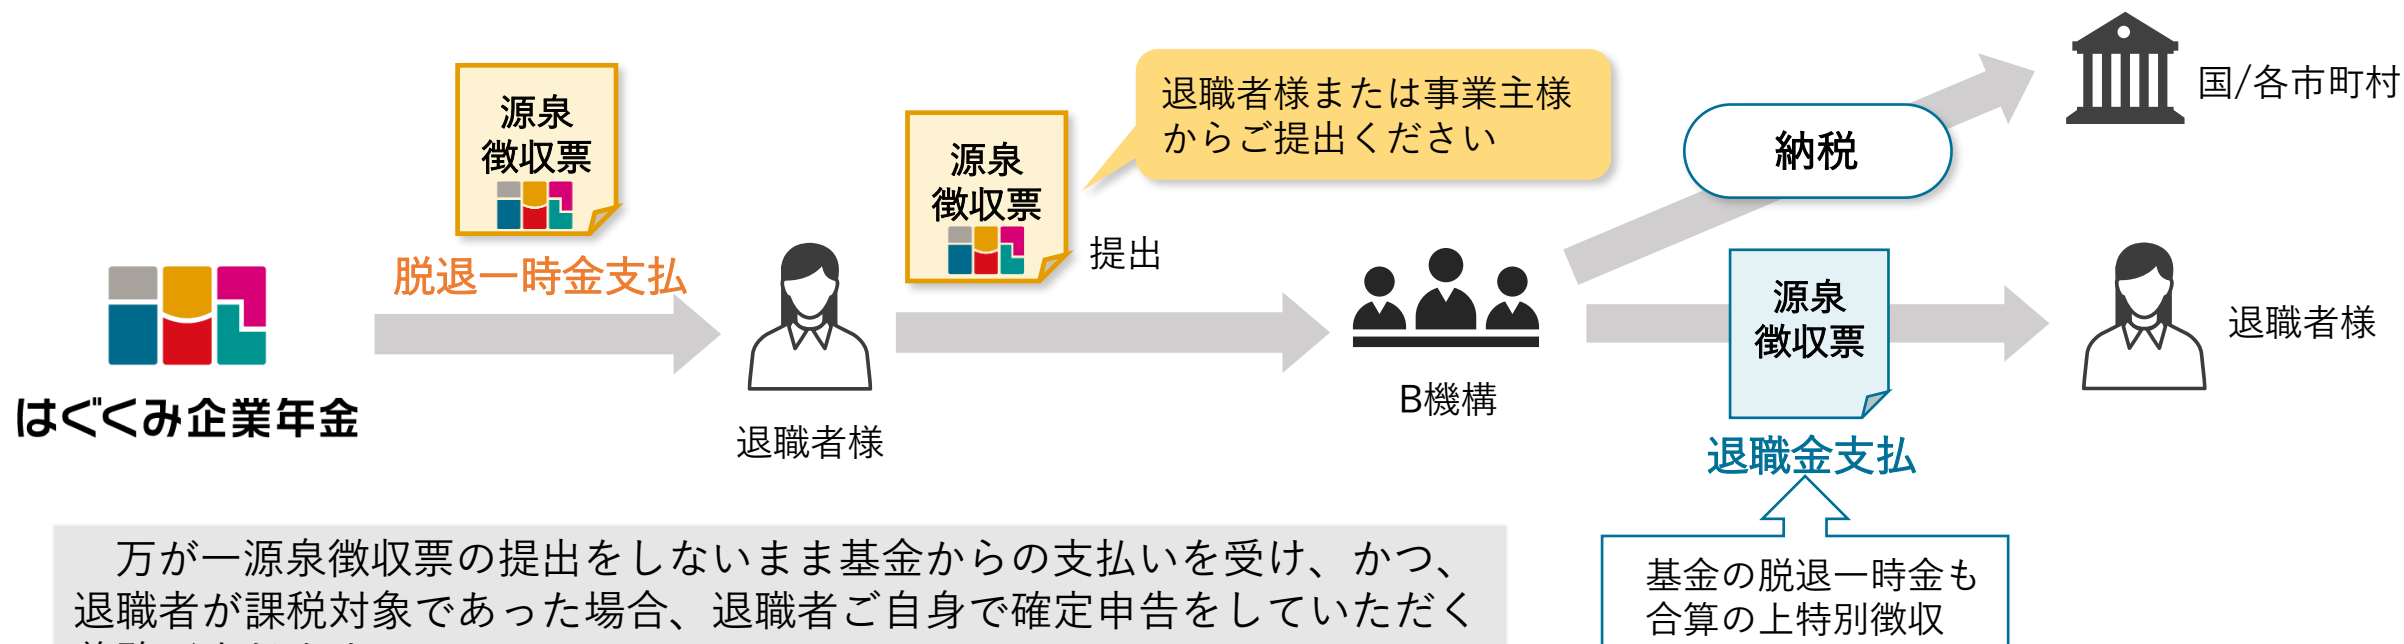 源泉
徴収票
脱退一時金支払
はぐくみ企業年金
退職者様
源泉
徴収票
提出
退職者様または事業主様
からご提出ください
B機構
納税
国/各市町村
源泉
徴収票
退職金支払
退職者様
基金の脱退一時金も
合算の上特別徴収
万が一源泉徴収票の提出をしないまま基金からの支払いを受け、かつ、
退職者が課税対象であった場合、退職者ご自身で確定申告をしていただく